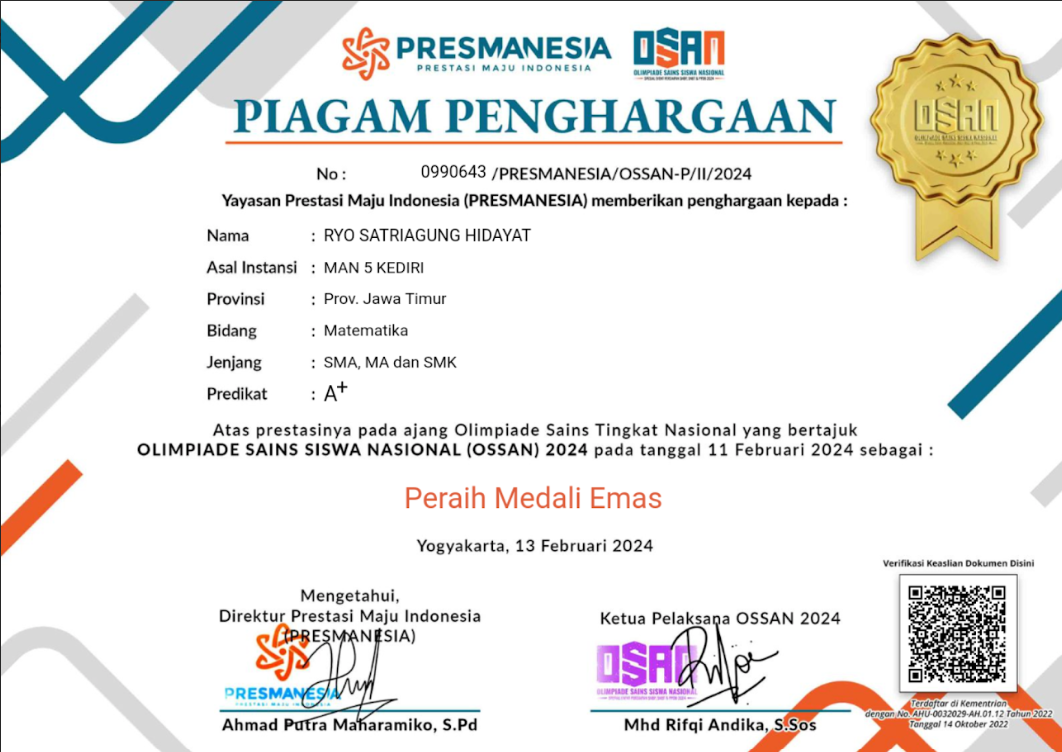 PRESMANESIA
PRESTASI MAJU INDONESIA
OSAN
OLIMPIADE SAINS SISWA NASIONAL
PIAGAM PENGHARGAAN
OSAN
No : 0990643 /PRESMANESIA/OSSAN-P/II/2024
Yayasan Prestasi Maju Indonesia (PRESMANESIA) memberikan penghargaan kepada :
Nama : RYO SATRIAGUNG HIDAYAT
Asal Instansi : MAN 5 KEDIRI
Provinsi : Prov. Jawa Timur
Bidang : Matematika
Jenjang : SMA, MA dan SMK
Predikat : A+
Atas prestasinya pada ajang Olimpiade Sains Tingkat Nasional yang bertajuk
OLIMPIADE SAINS SISWA NASIONAL (OSSAN) 2024 pada tanggal 11 Februari 2024 sebagai :
Peraih Medali Emas
Yogyakarta, 13 Februari 2024
Mengetahui,
Direktur Prestasi Maju Indonesia
(PRESMANESIA)
PRESMANESIA
PRESTASI MAJU INDONESIA
Ahmad Putra Maharamiko, S.Pd
Ketua Pelaksana OSSAN 2024
OSAN
OLIMPIADE SAINS SISWA NASIONAL
Mhd Rifqi Andika, S.Sos
Verifikasi Keaslian Dokumen Disini
Terdaftar di Kementrian
dengan No. AHU-0032029-AH.01.12 Tahun 2022
Tanggal 14 Oktober 2022